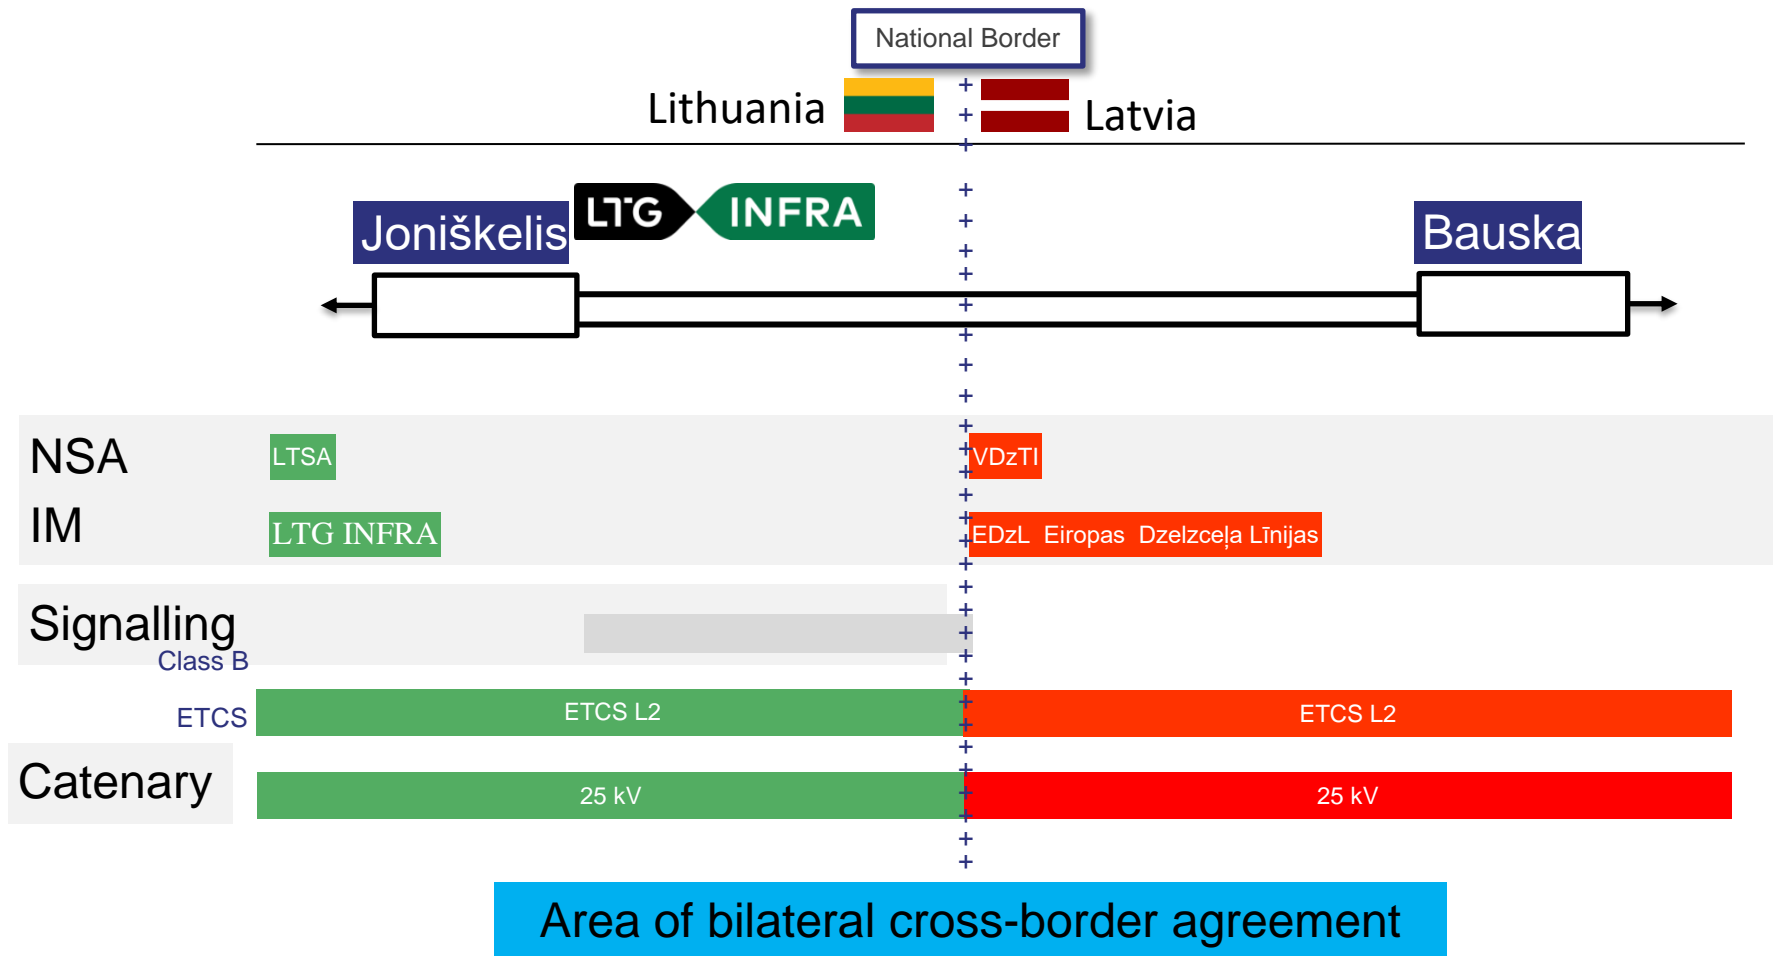 National Border
Lithuania
Latvia
LTG INFRA
Joniškelis
Bauska
NSA
LTSA
VDzTI
IM
LTG INFRA
EDzL Eiropas Dzelzceļa Līnijas
Signalling
Class B
ETCS
ETCS L2
ETCS L2
Catenary
25 kV
25 kV
Area of bilateral cross-border agreement